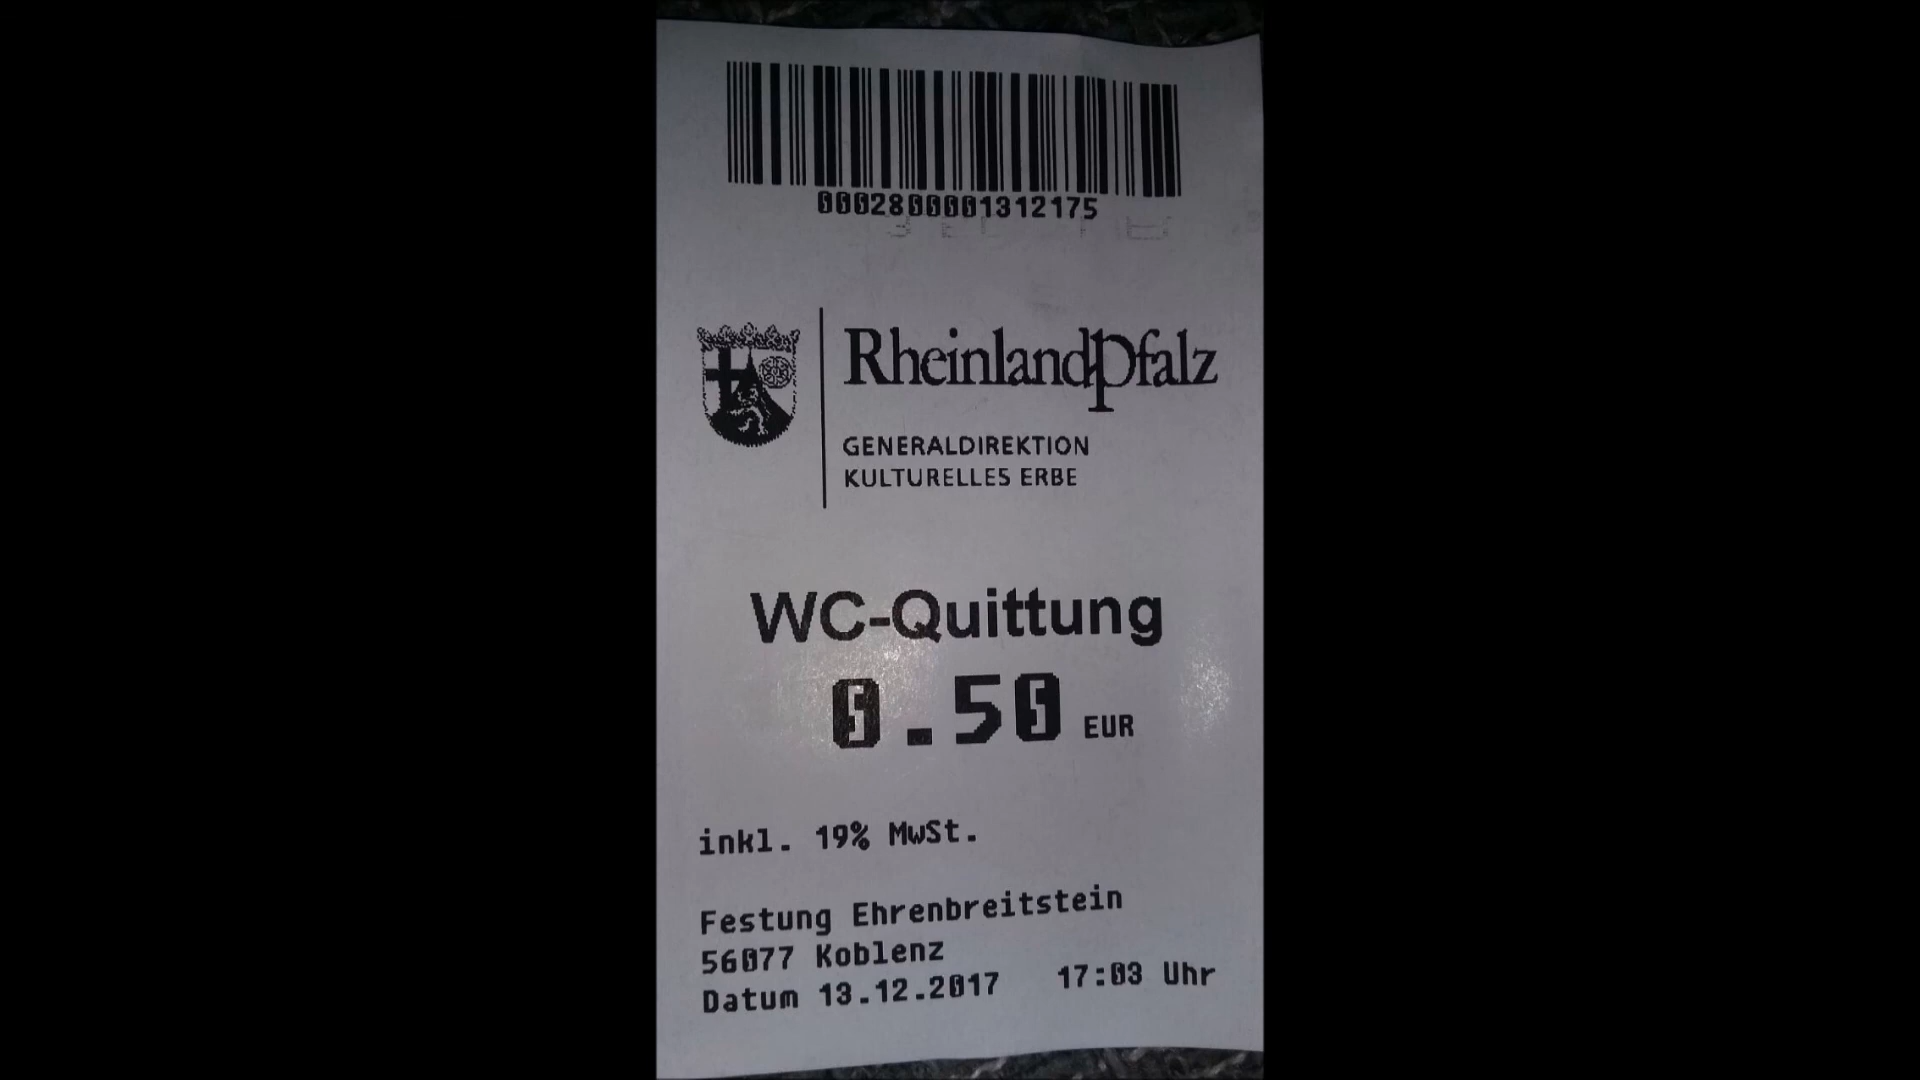 0002800001312175
RheinlandPfalz
GENERALDIREKTION
KULTURELLES ERBE
WC-Quittung
0.50 EUR
inkl. 19% MwSt.
Festung Ehrenbreitstein
56077 Koblenz
Datum 13.12.2017 17:03 Uhr